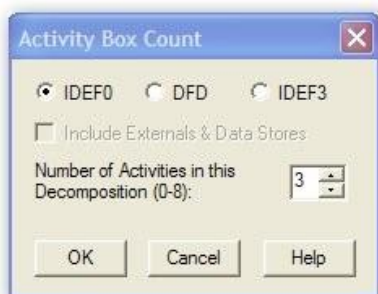 Activity Box Count
IDEF0 DFD IDEF3
Include Externals & Data Stores
Number of Activities in this
Decomposition (0-8):
3
OK Cancel Help